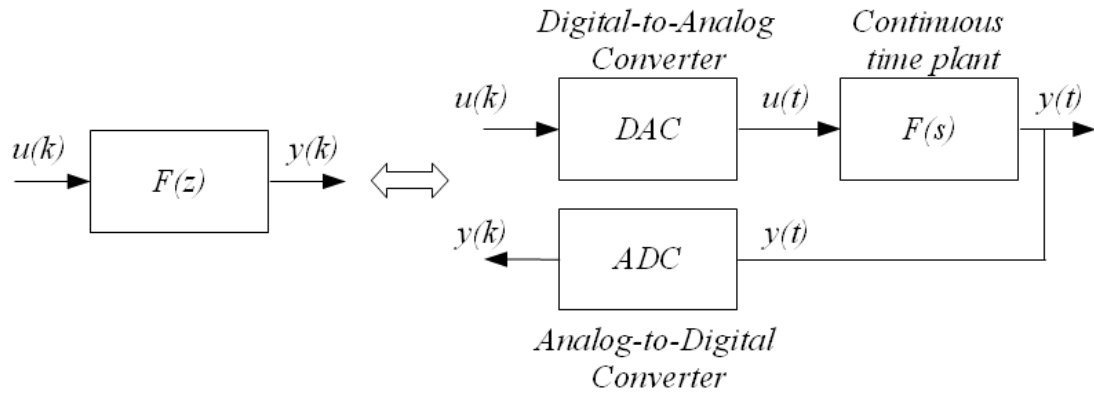 Digital-to-Analog
Converter
Continuous
time plant
u(k)
F(z)
y(k)
u(k)
DAC
u(t)
F(s)
y(t)
y(k)
ADC
y(t)
Analog-to-Digital
Converter